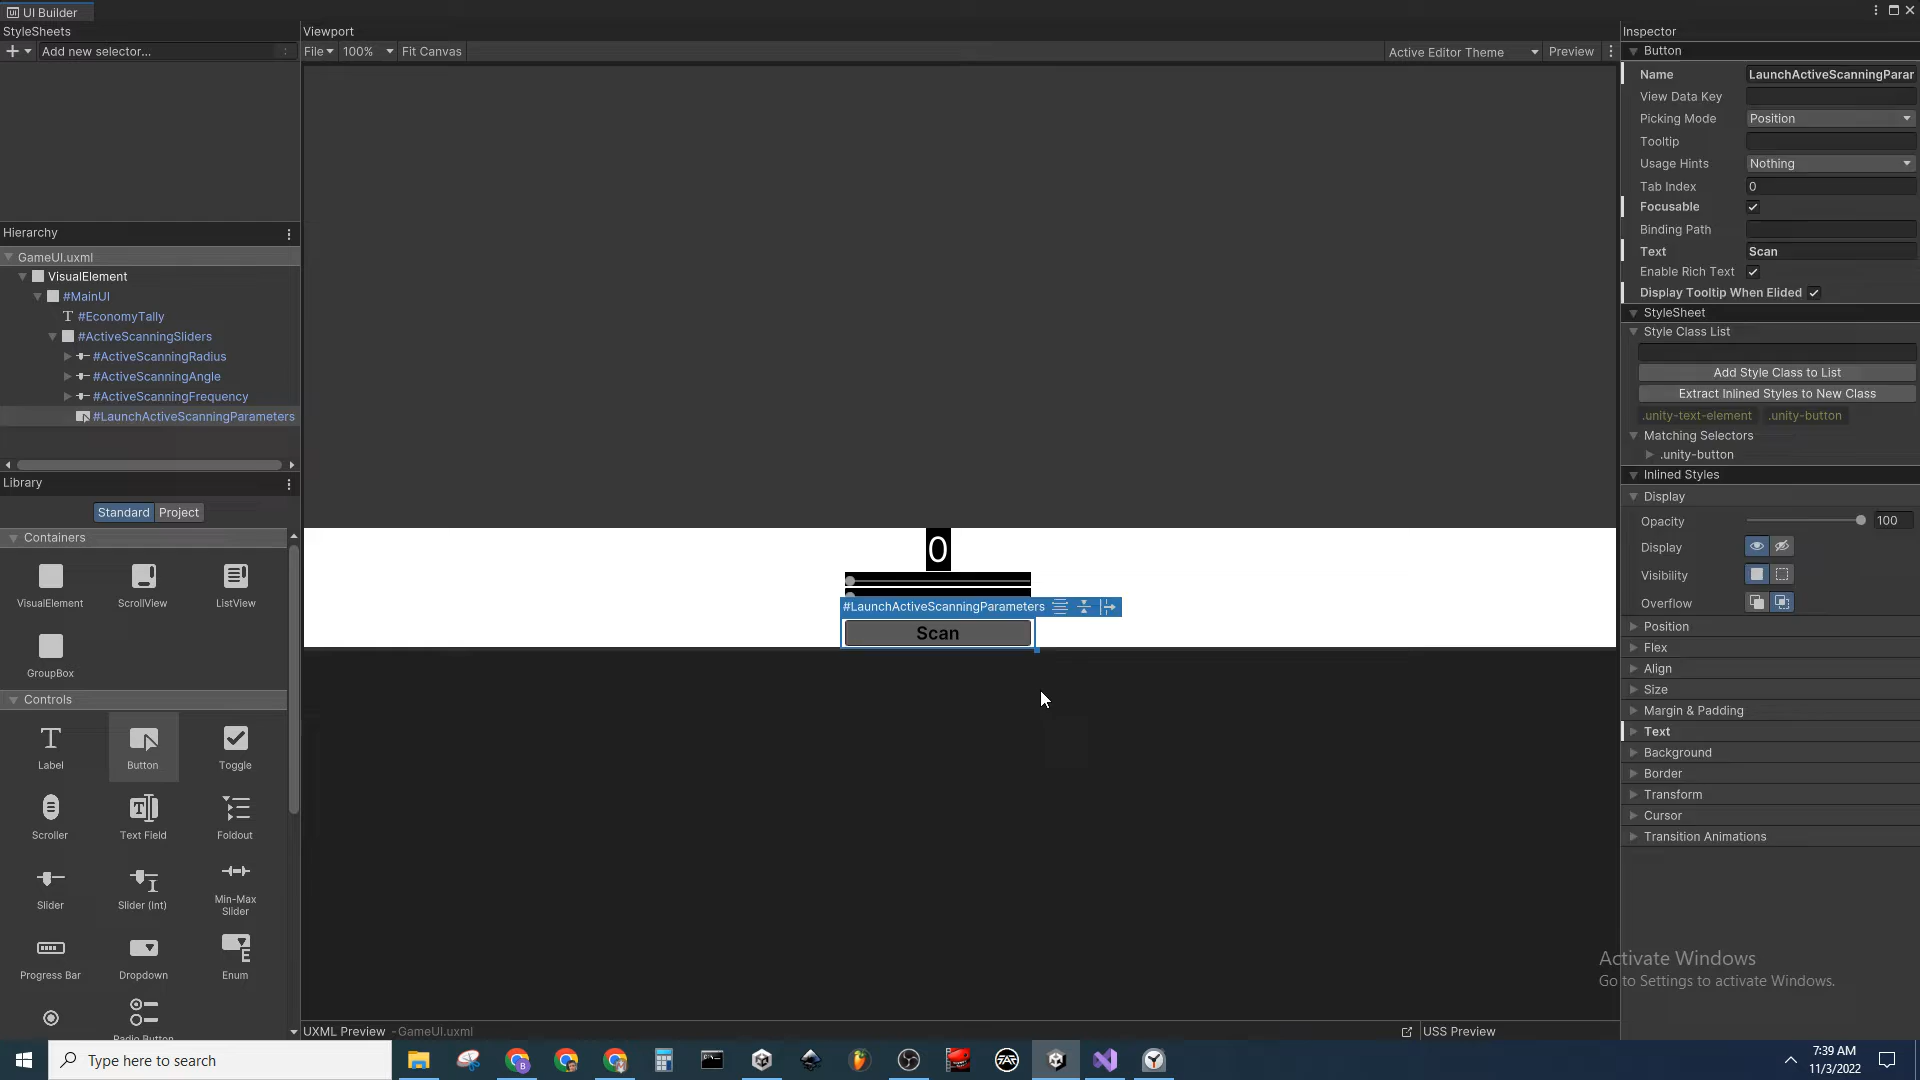 UI Builder
StyleSheets
Add new selector...
Hierarchy
GameUI.uxml
VisualElement
#MainUI
#EconomyTally
#ActiveScanningSliders
#ActiveScanningRadius
#ActiveScanningAngle
#ActiveScanningFrequency
#LaunchActiveScanningParameters
Library
Standard Project
Containers
VisualElement ScrollView ListView
GroupBox
Controls
Label Button Toggle
Scroller Text Field Foldout
Slider Slider (Int) Min-Max Slider
Progress Bar Dropdown Enum
Viewport
File 100% Fit Canvas
Active Editor Theme Preview
0
#LaunchActiveScanningParameters
Scan
UXML Preview - GameUI.uxml
USS Preview
Inspector
Button
Name LaunchActiveScanningParar
View Data Key
Picking Mode Position
Tooltip
Usage Hints Nothing
Tab Index 0
Focusable
Binding Path
Text Scan
Enable Rich Text
Display Tooltip When Elided
StyleSheet
Style Class List
Add Style Class to List
Extract Inlined Styles to New Class
.unity-text-element .unity-button
Matching Selectors
.unity-button
Inlined Styles
Display
Opacity 100
Display
Visibility
Overflow
Position
Flex
Align
Size
Margin & Padding
Text
Background
Border
Transform
Cursor
Transition Animations
Activate Windows
Go to Settings to activate Windows.
Type here to search
7:39 AM
11/3/2022